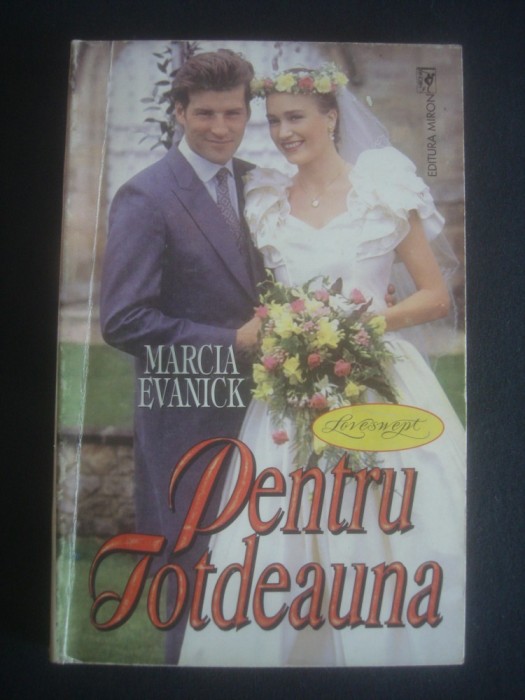 EDITURA MIRON
MARCIA
EVANICK
Loveswept
Pentru
Totdeauna